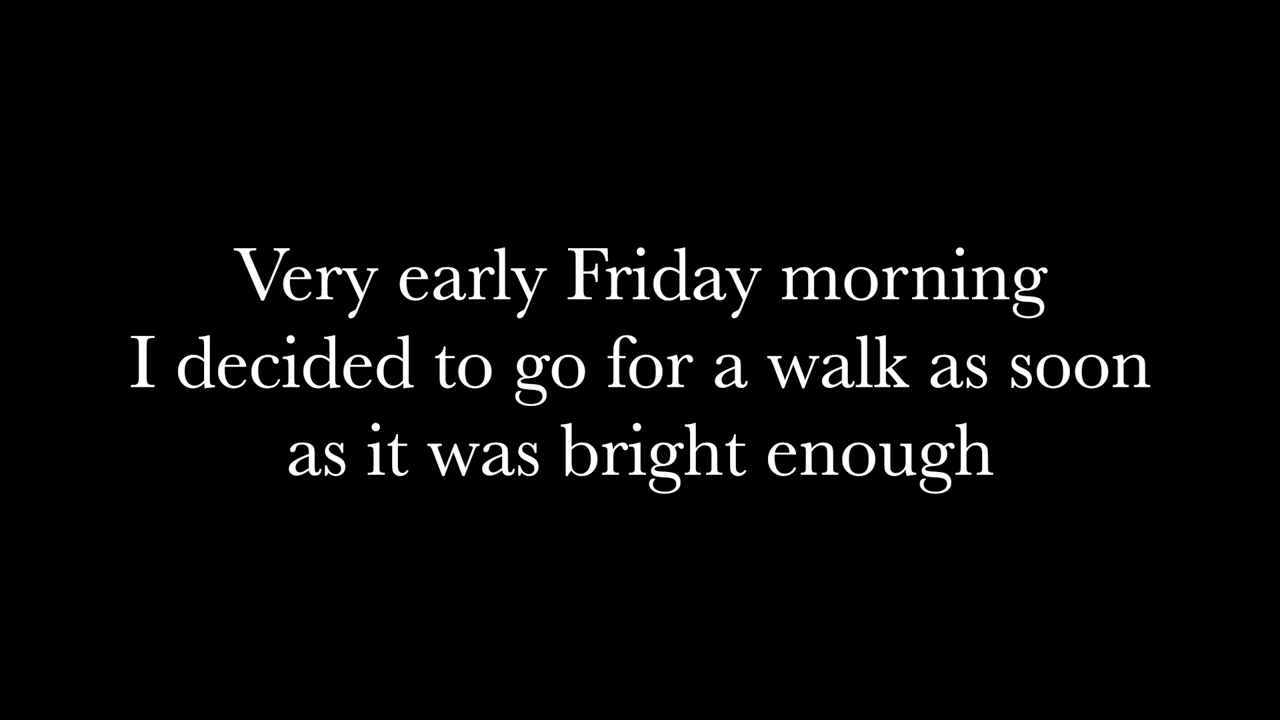 Very early Friday morning
I decided to go for a walk as soon
as it was bright enough